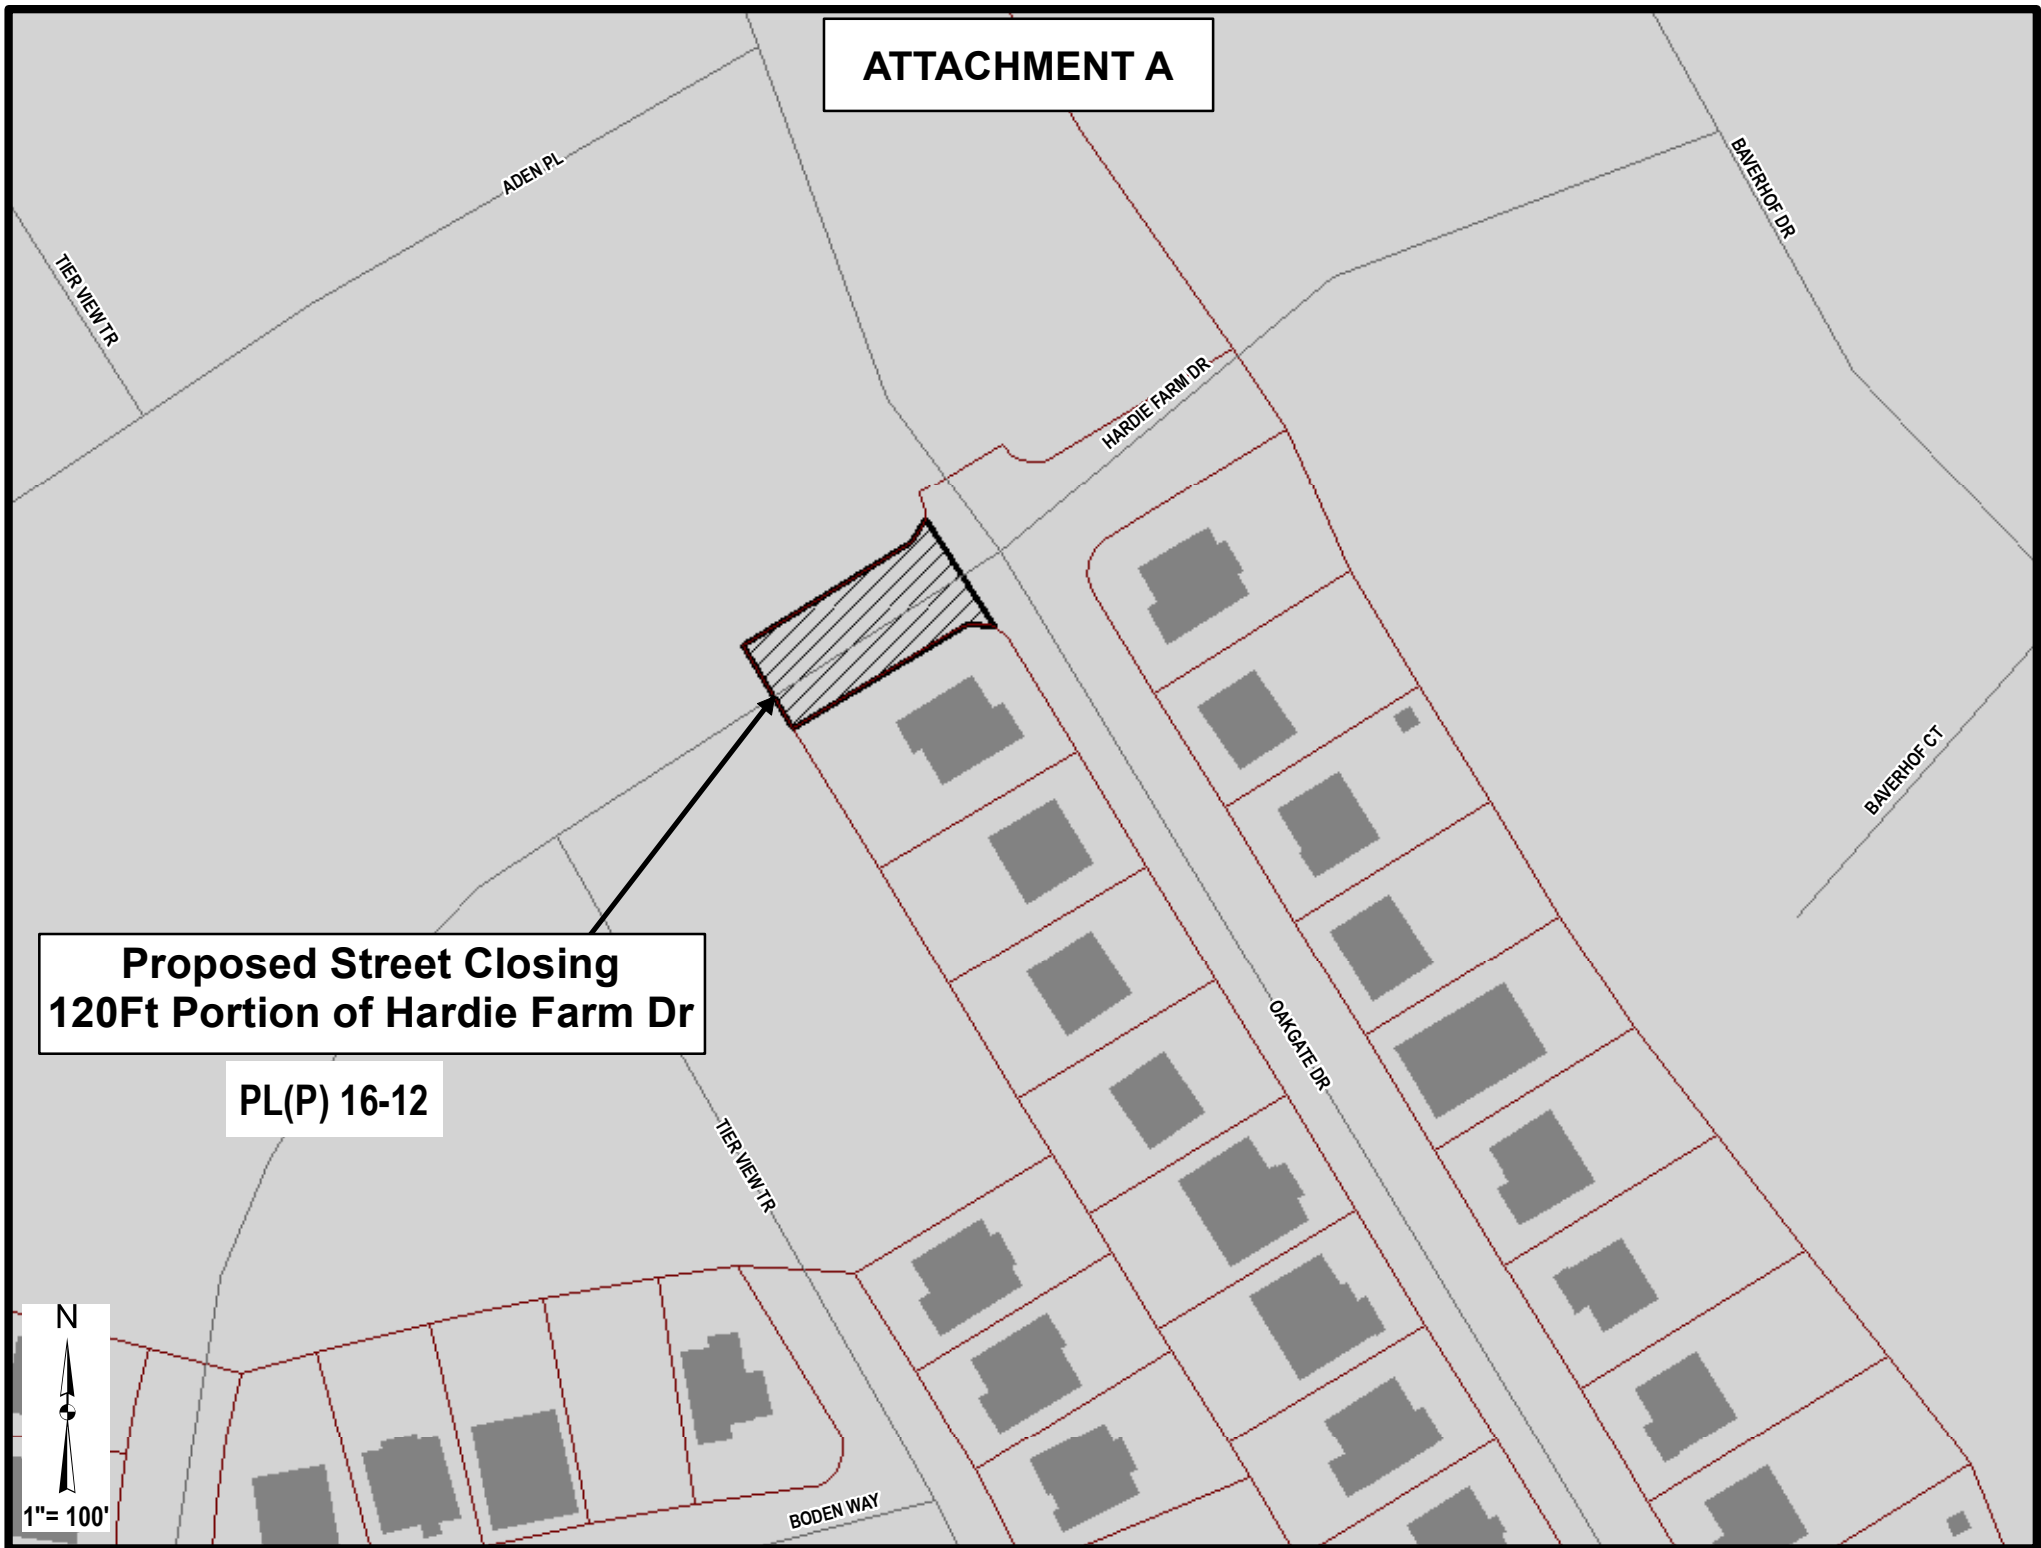 ATTACHMENT A
ADEN PL
BAVERHOF DR
TIER VIEW TR
HARDIE FARM DR
BAVERHOF CT
Proposed Street Closing
120Ft Portion of Hardie Farm Dr
PL(P) 16-12
OAKGATE DR
TIER VIEW TR
N
1"= 100'
BODEN WAY